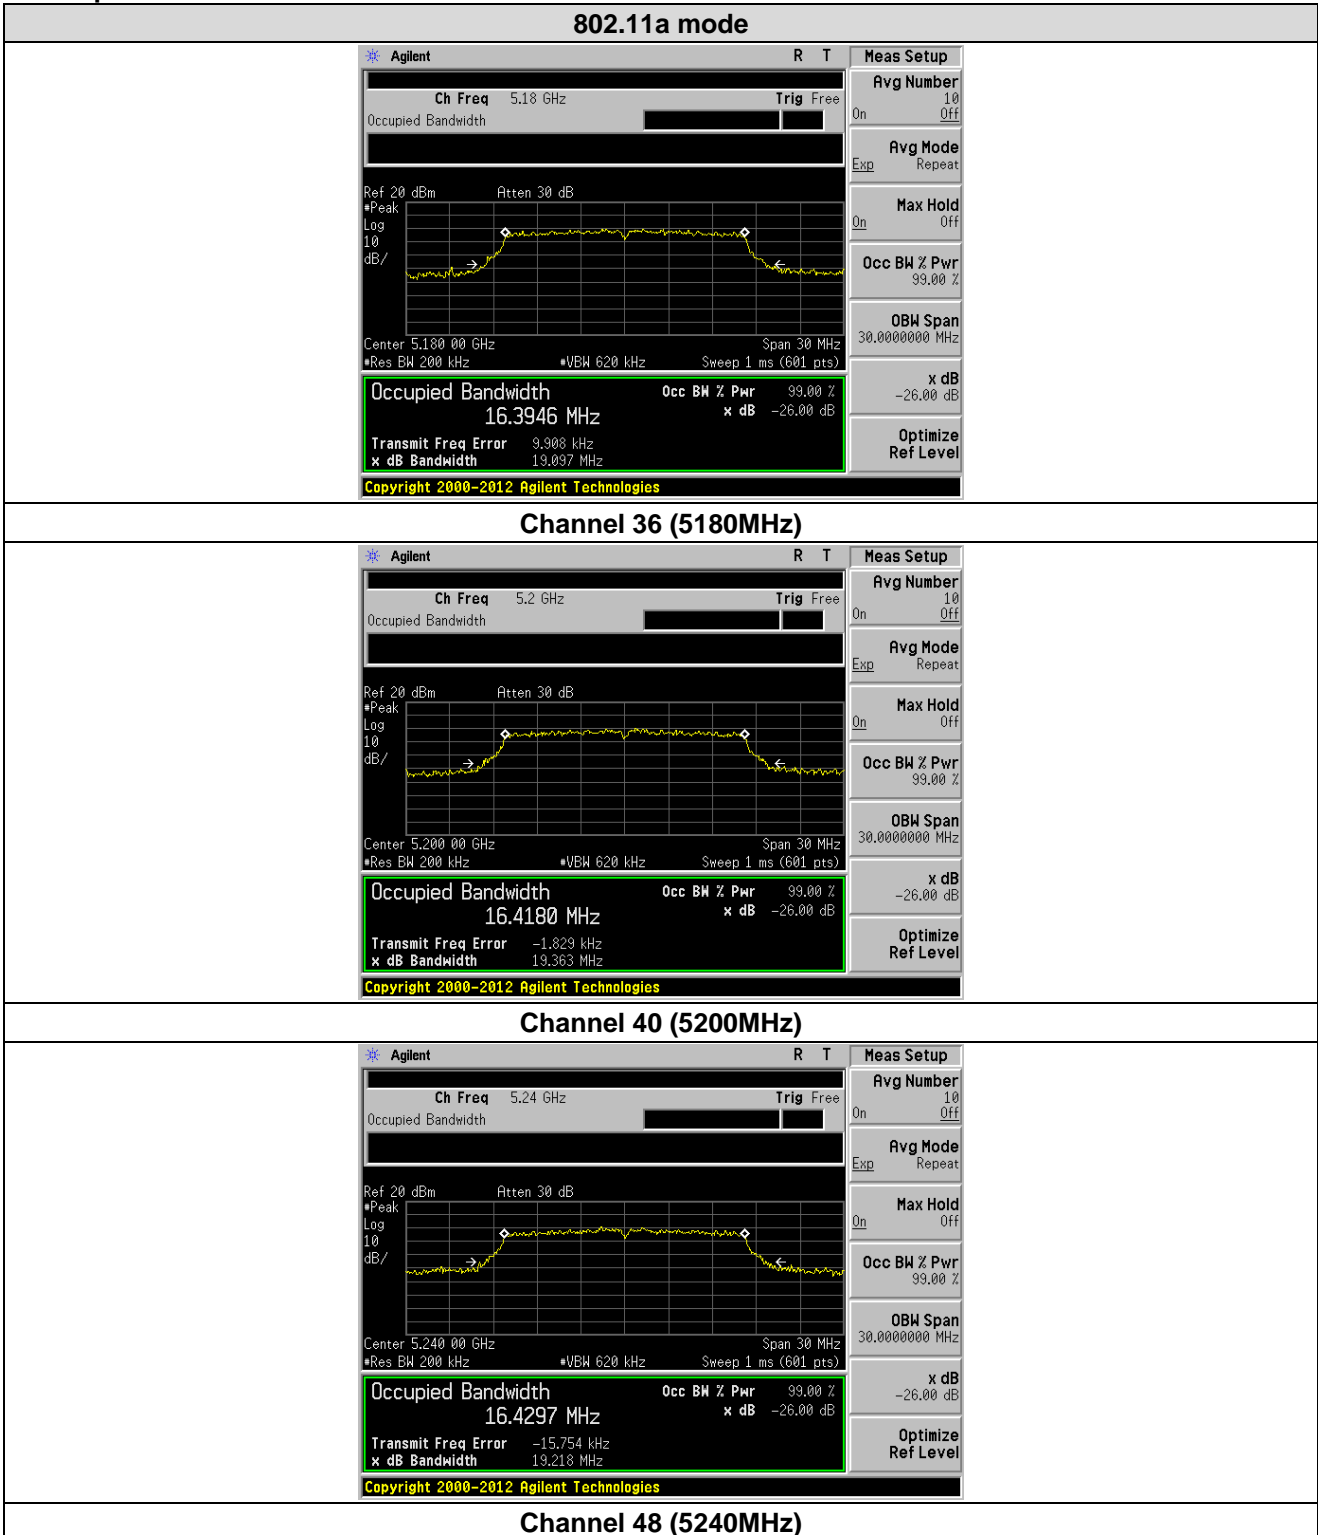 802.11a mode
Agilent R T Meas Setup
Ch Freq 5.18 GHz Trig Free
Occupied Bandwidth
Avg Number
10
On Off
Avg Mode
Exp Repeat
Max Hold
On Off
Occ BW % Pwr
99.00 %
OBW Span
30.0000000 MHz
x dB
-26.00 dB
Optimize
Ref Level
Ref 20 dBm Atten 30 dB
#Peak
Log
10
dB/
Center 5.180 00 GHz Span 30 MHz
#Res BW 200 kHz #VBW 620 kHz Sweep 1 ms (601 pts)
Occupied Bandwidth Occ BW % Pwr 99.00 %
16.3946 MHz x dB -26.00 dB
Transmit Freq Error 9.908 kHz
x dB Bandwidth 19.097 MHz
Copyright 2000-2012 Agilent Technologies
Channel 36 (5180MHz)
Agilent R T Meas Setup
Ch Freq 5.2 GHz Trig Free
Occupied Bandwidth
Avg Number
10
On Off
Avg Mode
Exp Repeat
Max Hold
On Off
Occ BW % Pwr
99.00 %
OBW Span
30.0000000 MHz
x dB
-26.00 dB
Optimize
Ref Level
Ref 20 dBm Atten 30 dB
#Peak
Log
10
dB/
Center 5.200 00 GHz Span 30 MHz
#Res BW 200 kHz #VBW 620 kHz Sweep 1 ms (601 pts)
Occupied Bandwidth Occ BW % Pwr 99.00 %
16.4180 MHz x dB -26.00 dB
Transmit Freq Error -1.829 kHz
x dB Bandwidth 19.363 MHz
Copyright 2000-2012 Agilent Technologies
Channel 40 (5200MHz)
Agilent R T Meas Setup
Ch Freq 5.24 GHz Trig Free
Occupied Bandwidth
Avg Number
10
On Off
Avg Mode
Exp Repeat
Max Hold
On Off
Occ BW % Pwr
99.00 %
OBW Span
30.0000000 MHz
x dB
-26.00 dB
Optimize
Ref Level
Ref 20 dBm Atten 30 dB
#Peak
Log
10
dB/
Center 5.240 00 GHz Span 30 MHz
#Res BW 200 kHz #VBW 620 kHz Sweep 1 ms (601 pts)
Occupied Bandwidth Occ BW % Pwr 99.00 %
16.4297 MHz x dB -26.00 dB
Transmit Freq Error -15.754 kHz
x dB Bandwidth 19.218 MHz
Copyright 2000-2012 Agilent Technologies
Channel 48 (5240MHz)